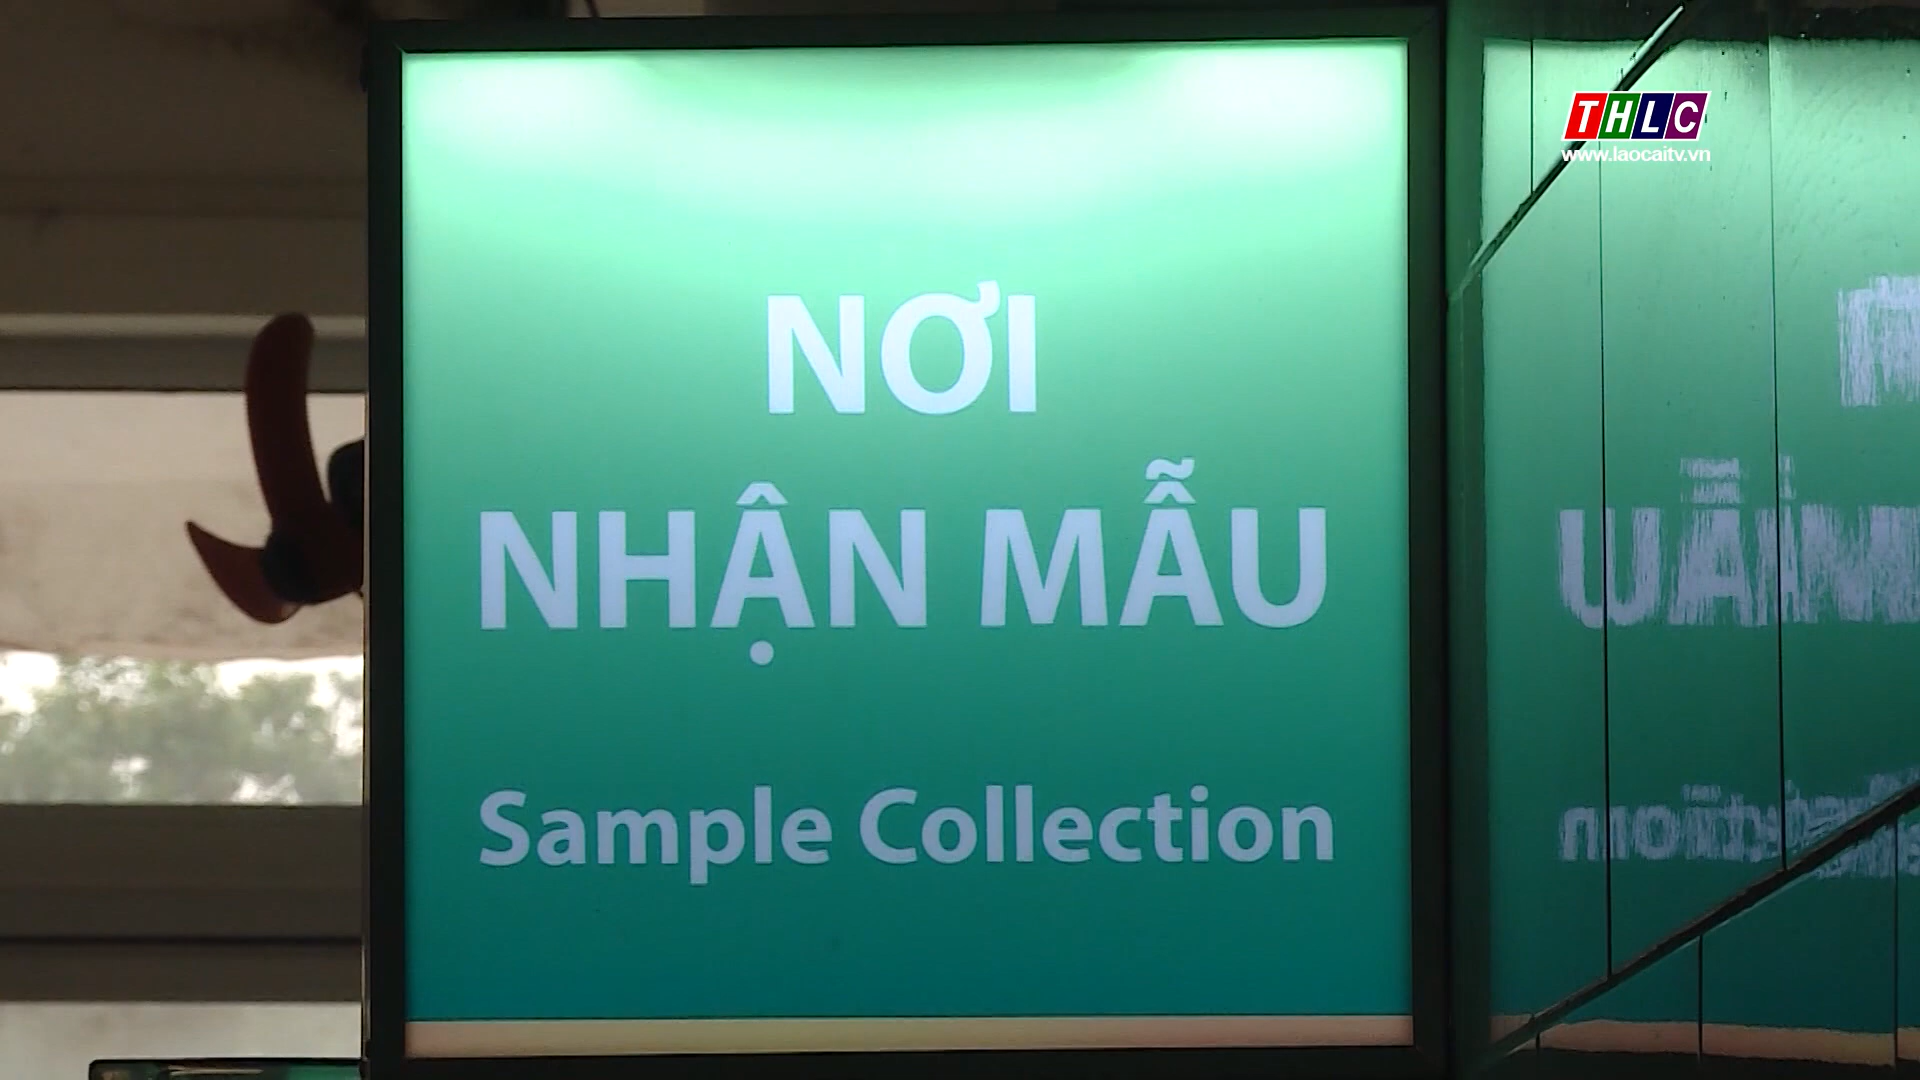 THLC
www.laocaitv.vn
NƠI
NHẬN MẪU
Sample Collection